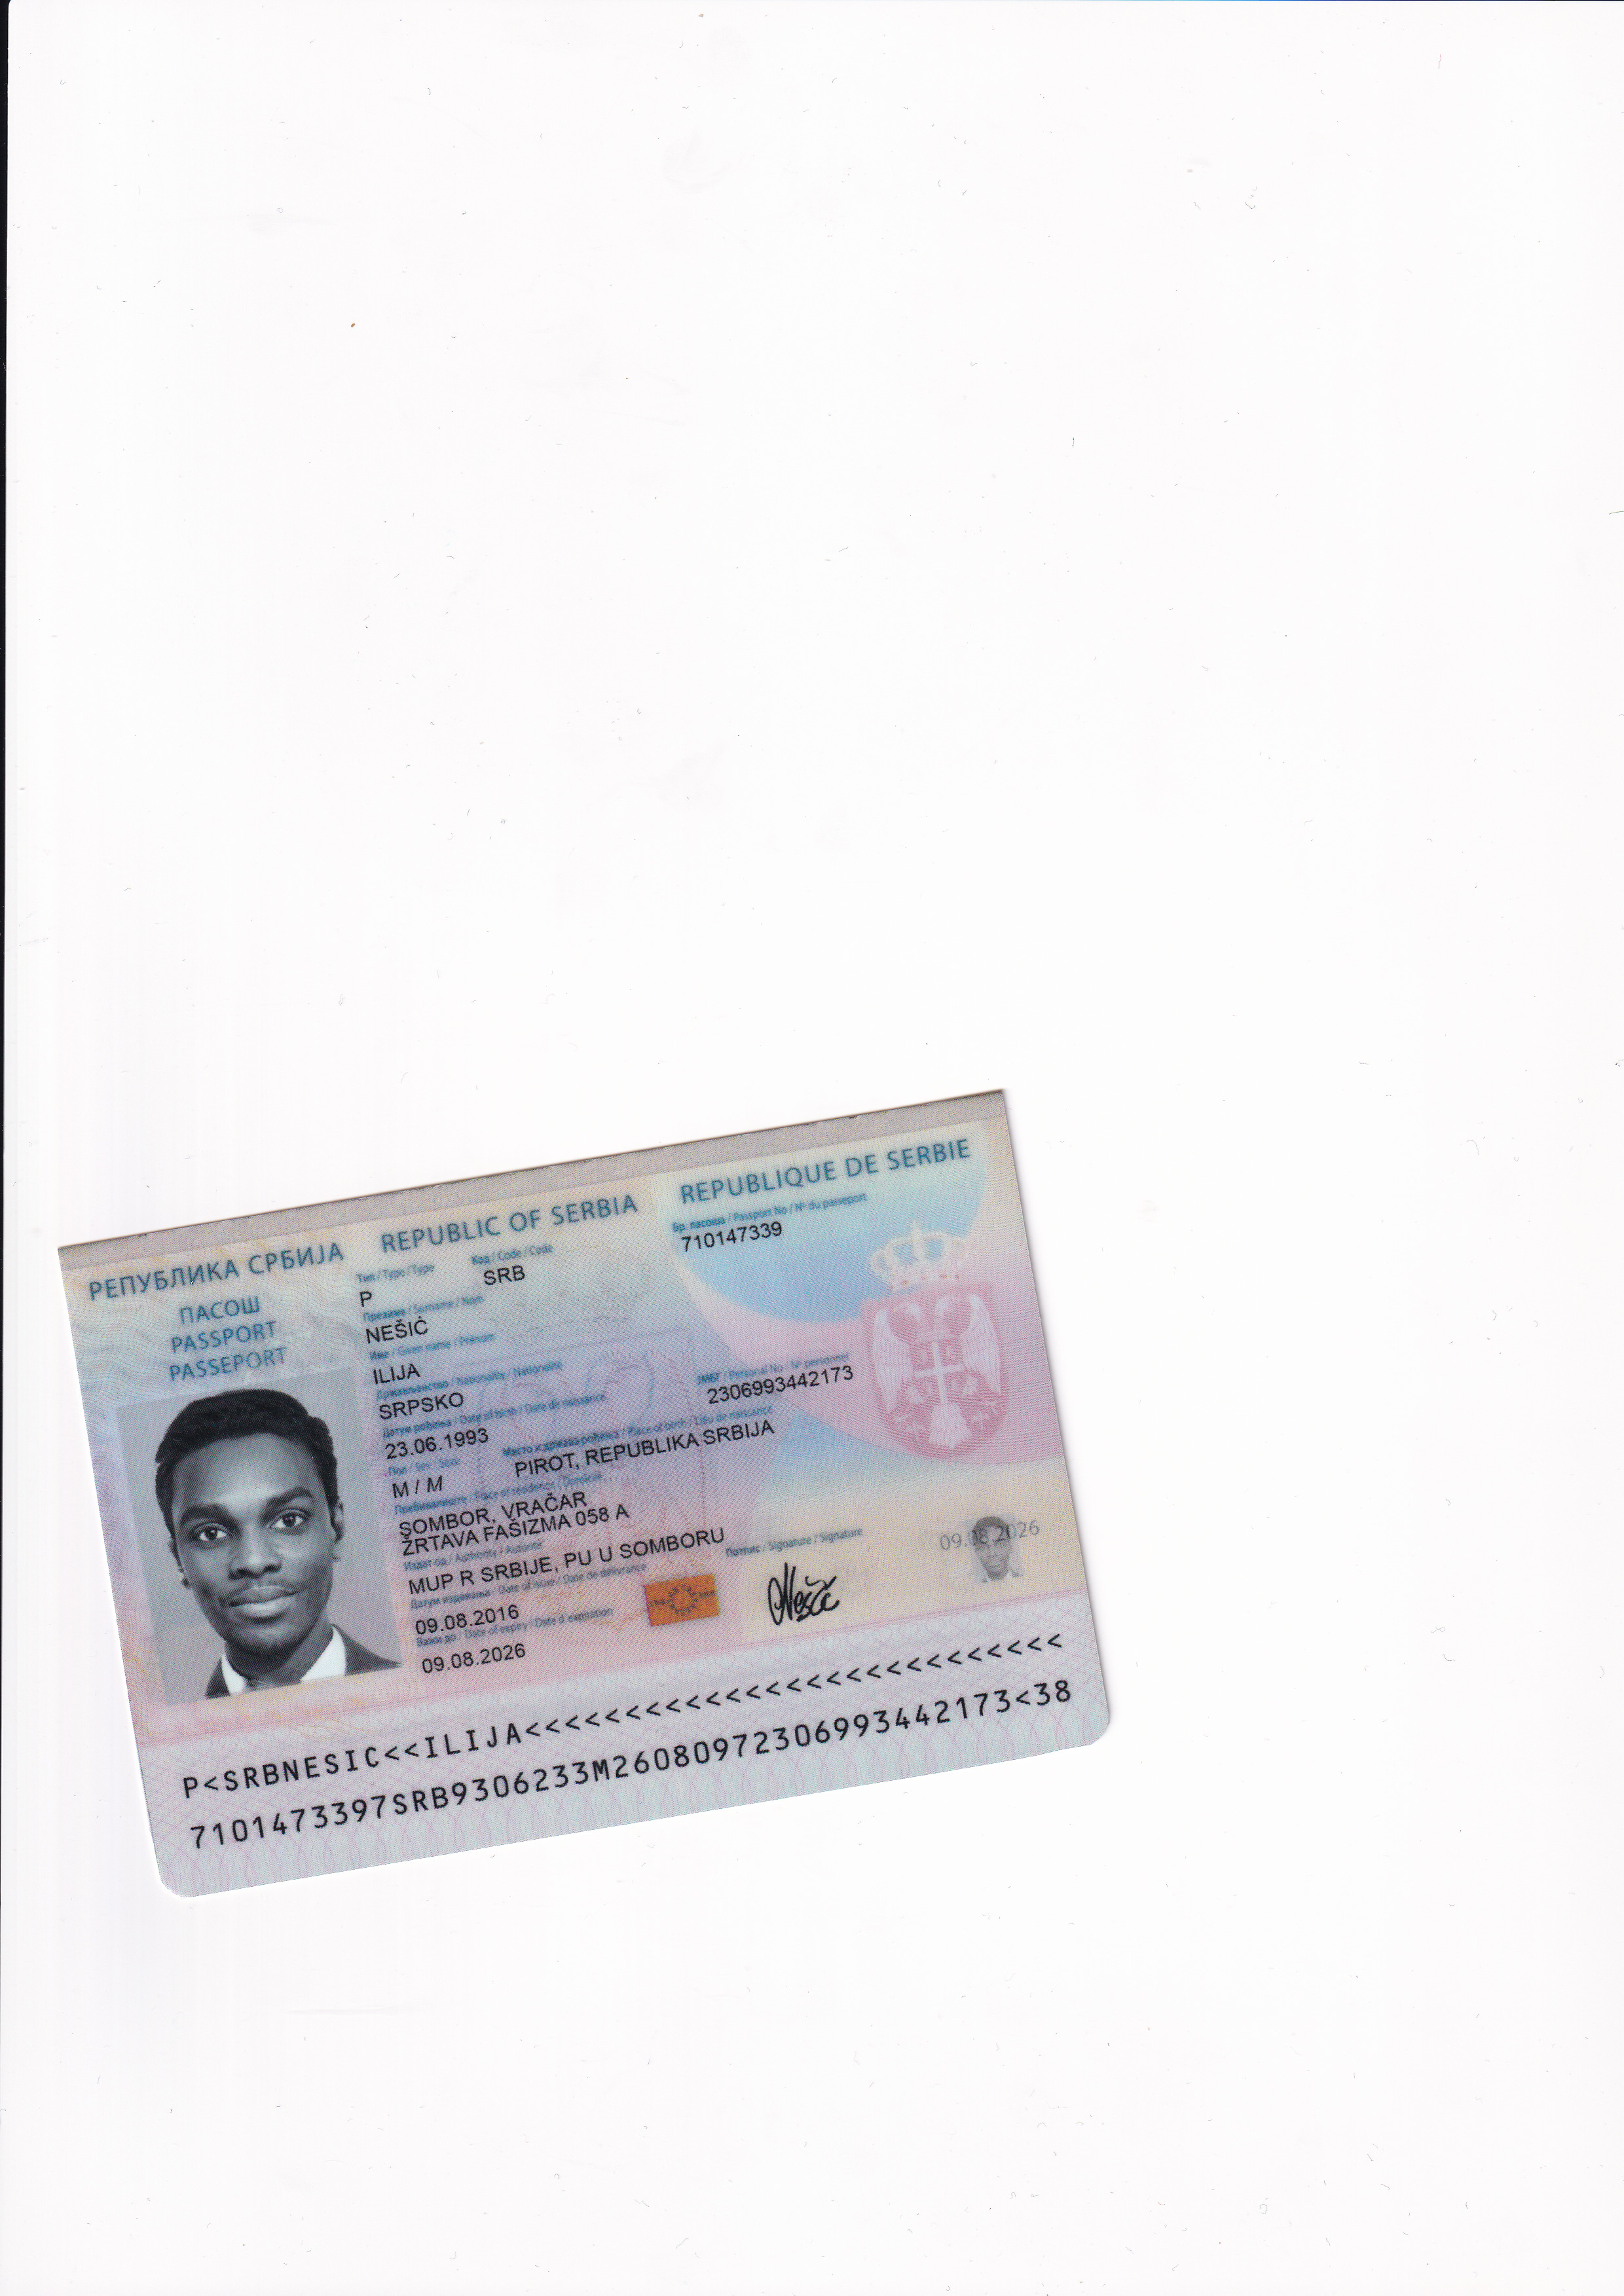 РЕПУБЛИКА СРБИЈА REPUBLIC OF SERBIA REPUBLIQUE DE SERBIE
ПАСОШ
PASSPORT
PASSEPORT
Тип / Type / Type Код / Code / Code Бр. пасоша / Passport No / Nº du passeport
P SRB 710147339
Презиме / Surname / Nom
NEŠIĆ
Име / Given name / Prénom
ILIJA
Држављанство / Nationality / Nationalité
SRPSKO
Датум рођења / Date of birth / Date de naissance ЈМБГ / Personal No / Nº personnel
23.06.1993 2306993442173
Пол / Sex / Sexe Место и држава рођења / Place of birth / Lieu de naissance
M / M PIROT, REPUBLIKA SRBIJA
Пребивалиште / Place of residence / Domicile
SOMBOR, VRAČAR
ŽRTAVA FAŠIZMA 058 A
Издат од / Authority / Autorité
MUP R SRBIJE, PU U SOMBORU
Датум издавања / Date of issue / Date de délivrance Потпис / Signature / Signature
09.08.2016
Важи до / Date of expiry / Date d expiration
09.08.2026
Nešić
09.08.2026
P<SRBNESIC<<ILIJA<<<<<<<<<<<<<<<<<<<<<<<<<<<
7101473397SRB9306233M26080972306993442173<38